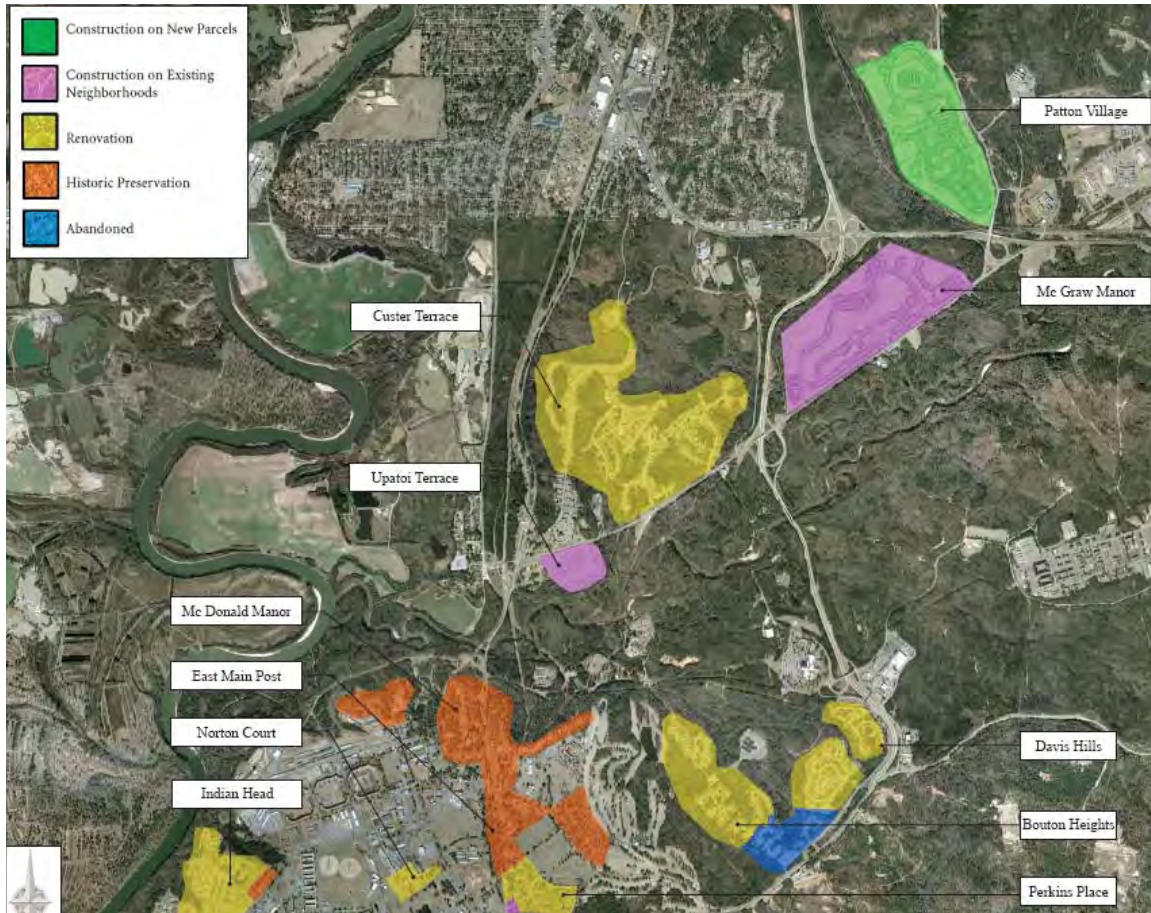 Construction on New Parcels
Construction on Existing
Neighborhoods
Renovation
Historic Preservation
Abandoned
Patton Village
Mc Graw Manor
Custer Terrace
Upatoi Terrace
Mc Donald Manor
East Main Post
Norton Court
Indian Head
Davis Hills
Bouton Heights
Perkins Place